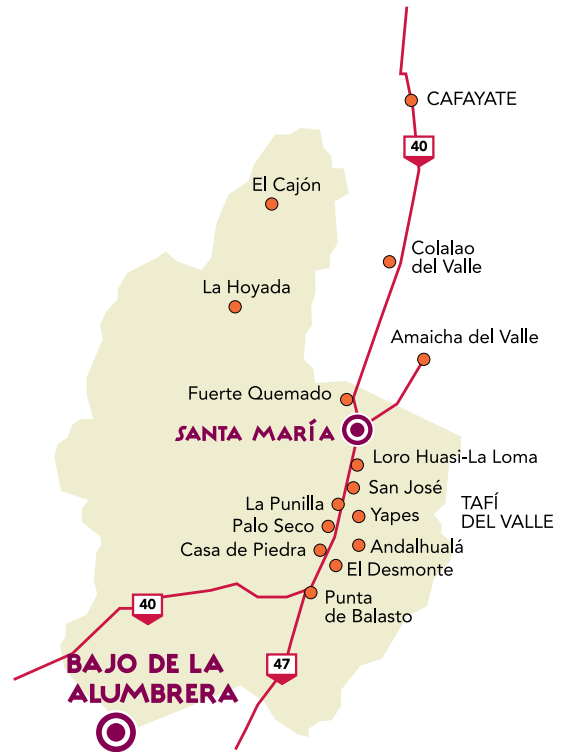 CAFAYATE
40
El Cajón
Colalao
del Valle
La Hoyada
Amaicha del Valle
Fuerte Quemado
SANTA MARÍA
Loro Huasi-La Loma
San José
La Punilla
TAFÍ
DEL VALLE
Yapes
Palo Seco
Andalhualá
Casa de Piedra
El Desmonte
Punta
de Balasto
40
47
BAJO DE LA
ALUMBRERA